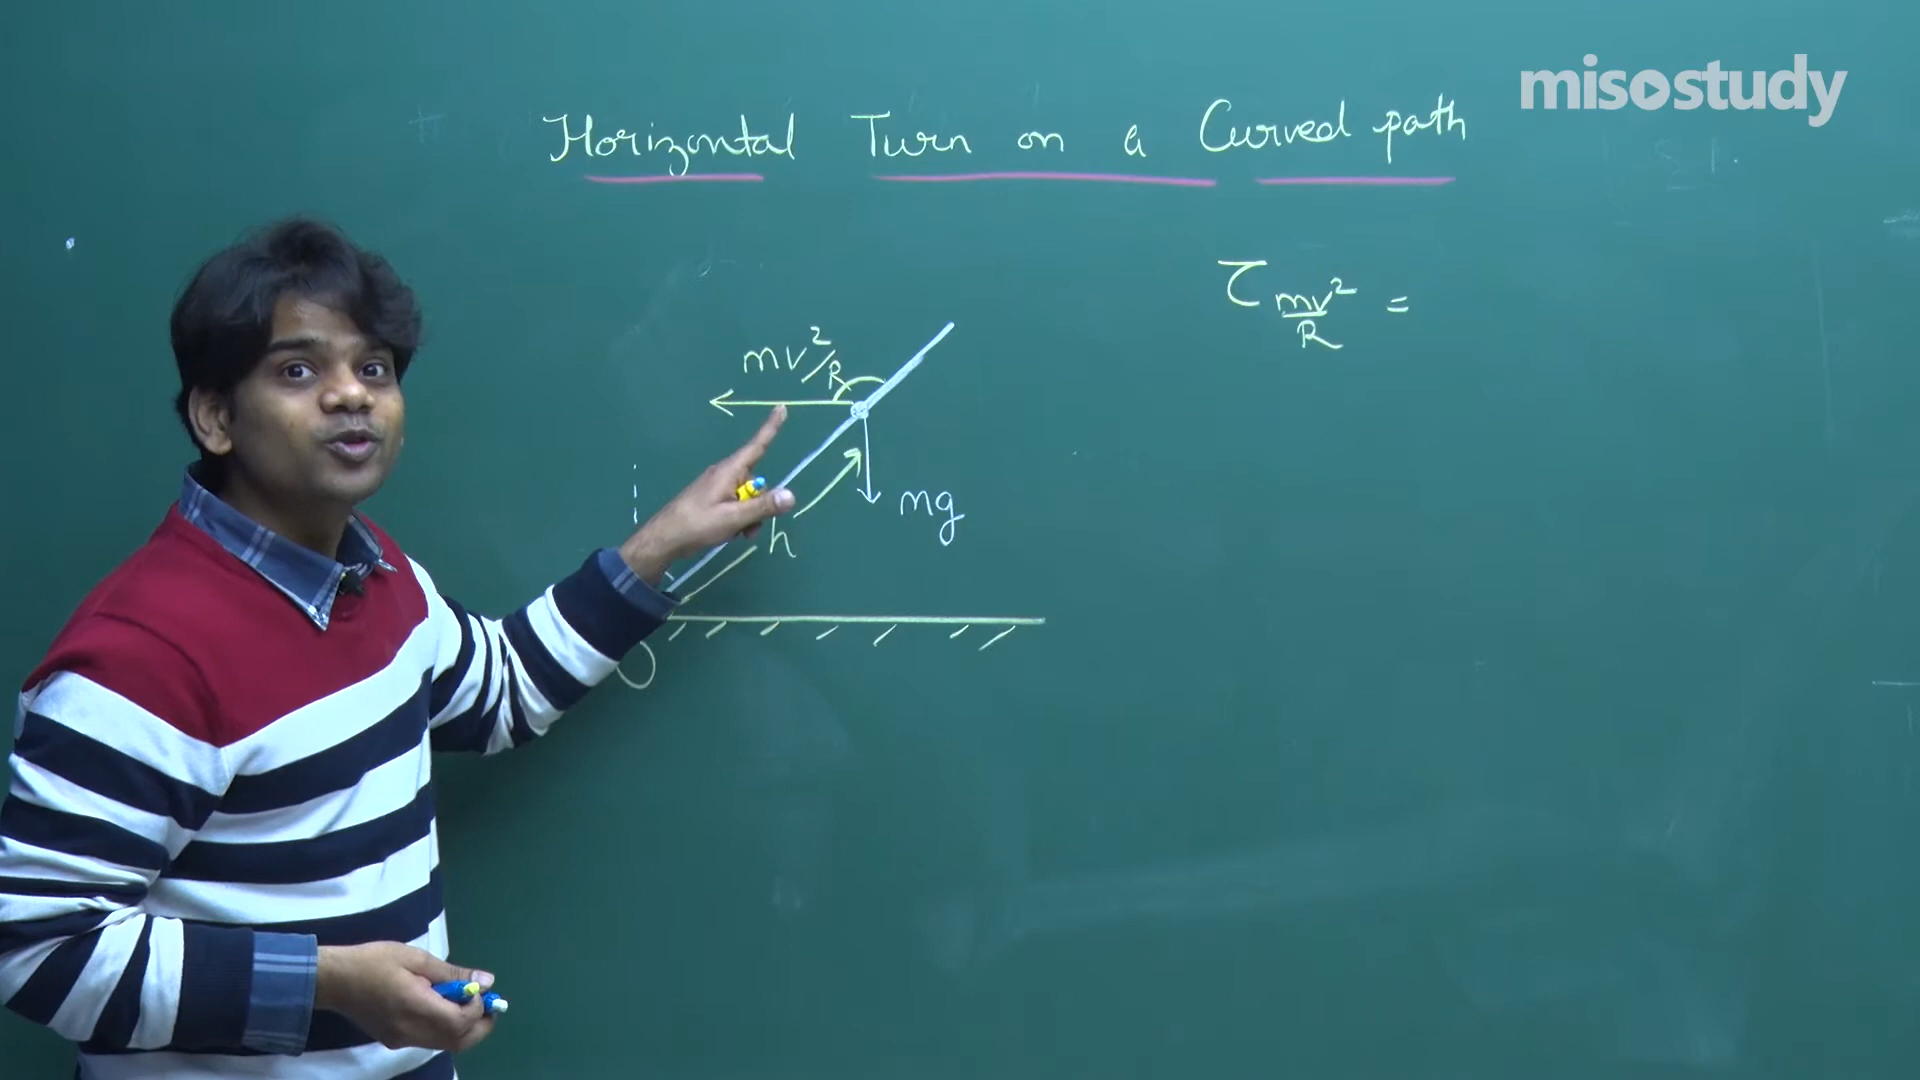 misostudy
Horizontal Turn on a Curved path
τ mv²/R =
mv²/R
mg
h
O